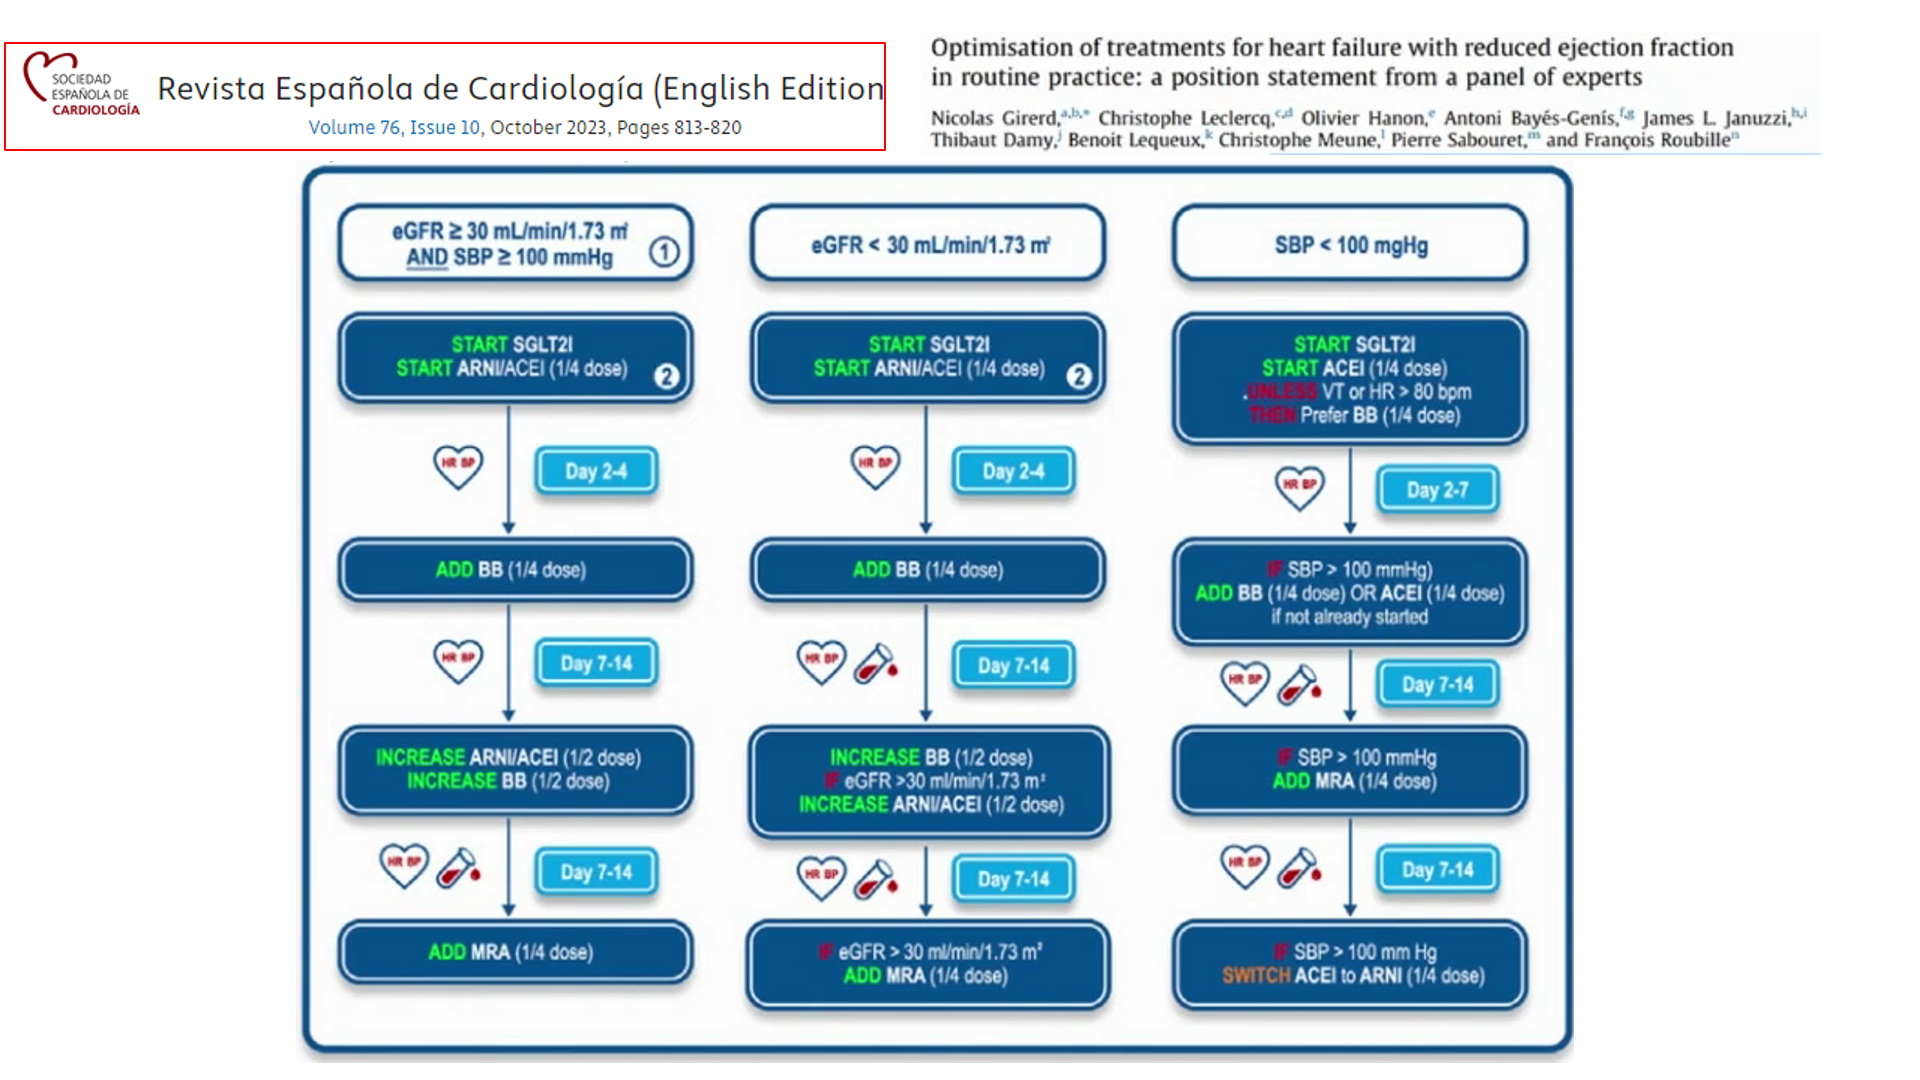 SOCIEDAD
ESPAÑOLA DE
CARDIOLOGÍA
Revista Española de Cardiología (English Edition
Volume 76, Issue 10, October 2023, Pages 813-820
Optimisation of treatments for heart failure with reduced ejection fraction
in routine practice: a position statement from a panel of experts
Nicolas Girerd,a,b,* Christophe Leclercq,c,d Olivier Hanon,e Antoni Bayés-Genís,f,g James L. Januzzi,h,i
Thibaut Damy,j Benoit Lequeux,k Christophe Meune,l Pierre Sabouret,m and François Roubillen
eGFR ≥ 30 mL/min/1.73 m²
AND SBP ≥ 100 mmHg
1
START SGLT2I
START ARNI/ACEI (1/4 dose)
2
HR BP
Day 2-4
ADD BB (1/4 dose)
HR BP
Day 7-14
INCREASE ARNI/ACEI (1/2 dose)
INCREASE BB (1/2 dose)
HR BP
Day 7-14
ADD MRA (1/4 dose)
eGFR < 30 mL/min/1.73 m²
START SGLT2I
START ARNI/ACEI (1/4 dose)
2
HR BP
Day 2-4
ADD BB (1/4 dose)
HR BP
Day 7-14
INCREASE BB (1/2 dose)
IF eGFR >30 ml/min/1.73 m²
INCREASE ARNI/ACEI (1/2 dose)
HR BP
Day 7-14
IF eGFR > 30 ml/min/1.73 m²
ADD MRA (1/4 dose)
SBP < 100 mgHg
START SGLT2I
START ACEI (1/4 dose)
.UNLESS VT or HR > 80 bpm
THEN Prefer BB (1/4 dose)
HR BP
Day 2-7
IF SBP > 100 mmHg)
ADD BB (1/4 dose) OR ACEI (1/4 dose)
if not already started
HR BP
Day 7-14
IF SBP > 100 mmHg
ADD MRA (1/4 dose)
HR BP
Day 7-14
IF SBP > 100 mm Hg
SWITCH ACEI to ARNI (1/4 dose)